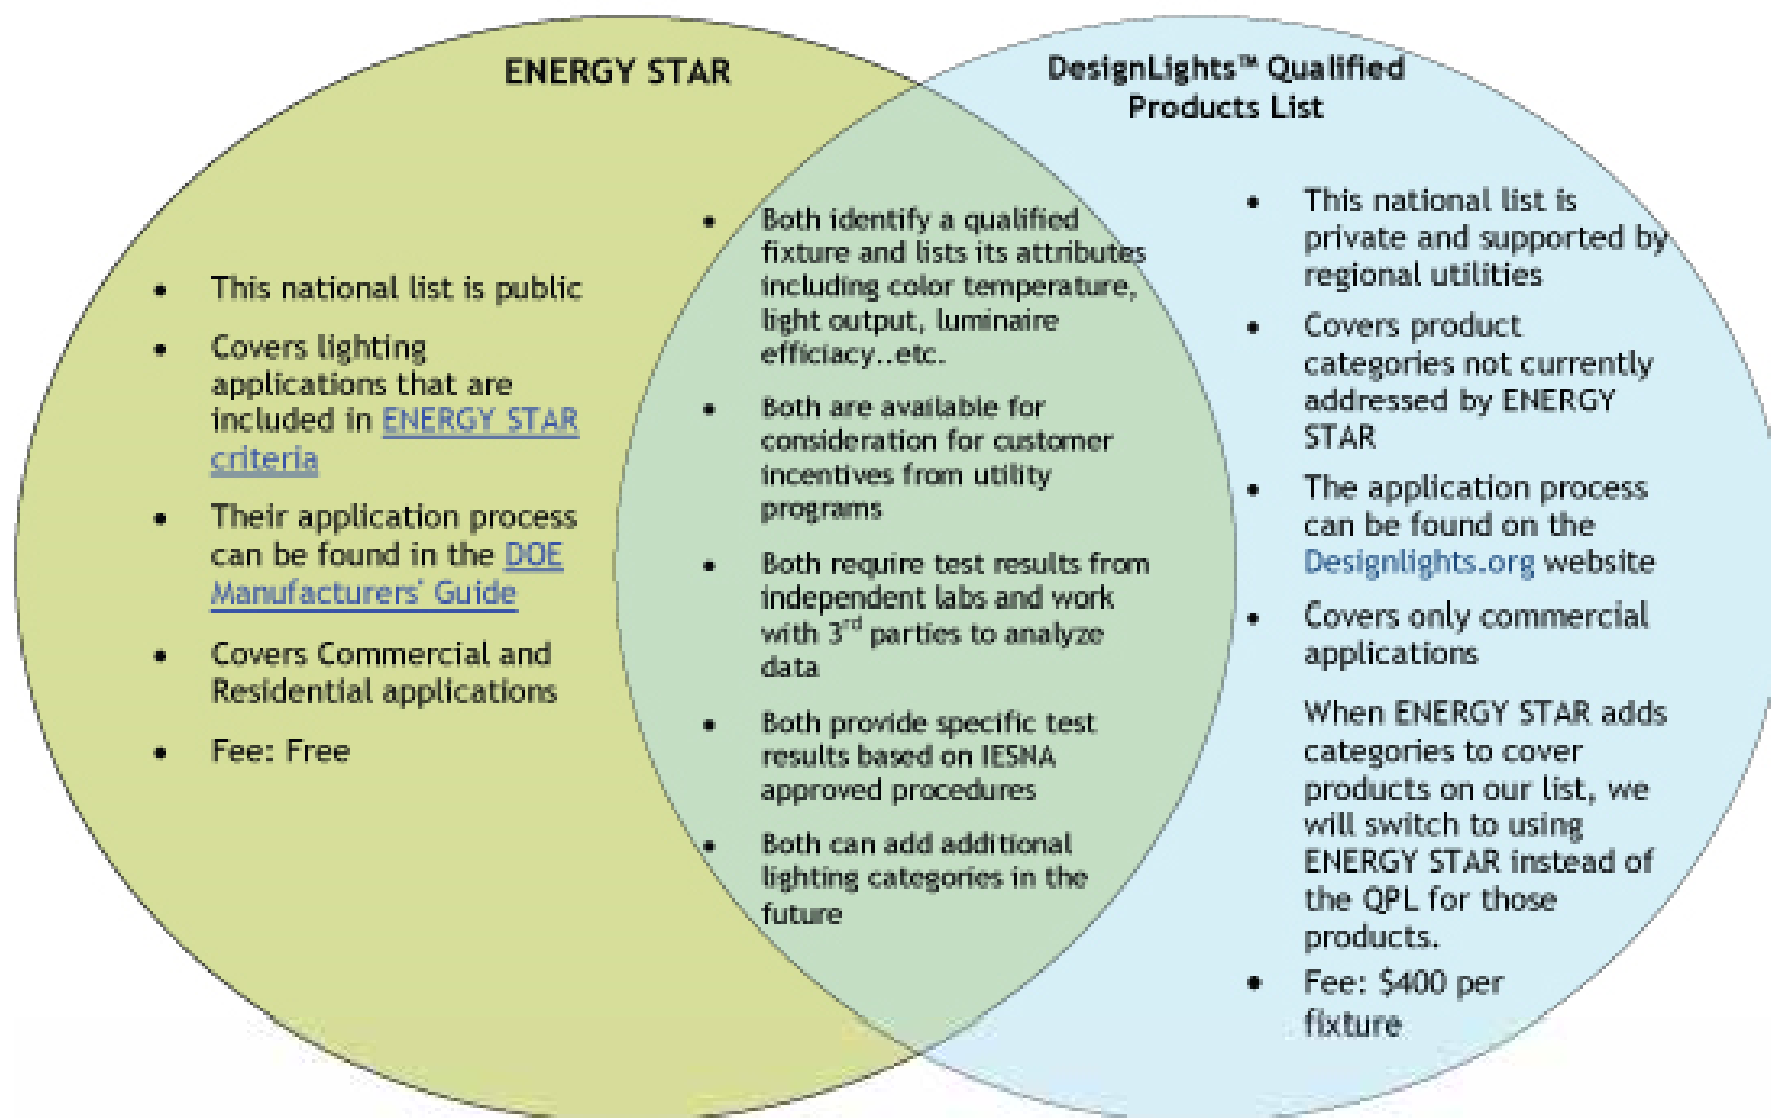 ENERGY STAR
• This national list is public
• Covers lighting
applications that are
included in ENERGY STAR
criteria
• Their application process
can be found in the DOE
Manufacturers' Guide
• Covers Commercial and
Residential applications
• Fee: Free
• Both identify a qualified
fixture and lists its attributes
including color temperature,
light output, luminaire
efficiacy..etc.
• Both are available for
consideration for customer
incentives from utility
programs
• Both require test results from
independent labs and work
with 3rd parties to analyze
data
• Both provide specific test
results based on IESNA
approved procedures
• Both can add additional
lighting categories in the
future
DesignLights™ Qualified
Products List
• This national list is
private and supported by
regional utilities
• Covers product
categories not currently
addressed by ENERGY
STAR
• The application process
can be found on the
Designlights.org website
• Covers only commercial
applications
When ENERGY STAR adds
categories to cover
products on our list, we
will switch to using
ENERGY STAR instead of
the QPL for those
products.
• Fee: $400 per
fixture